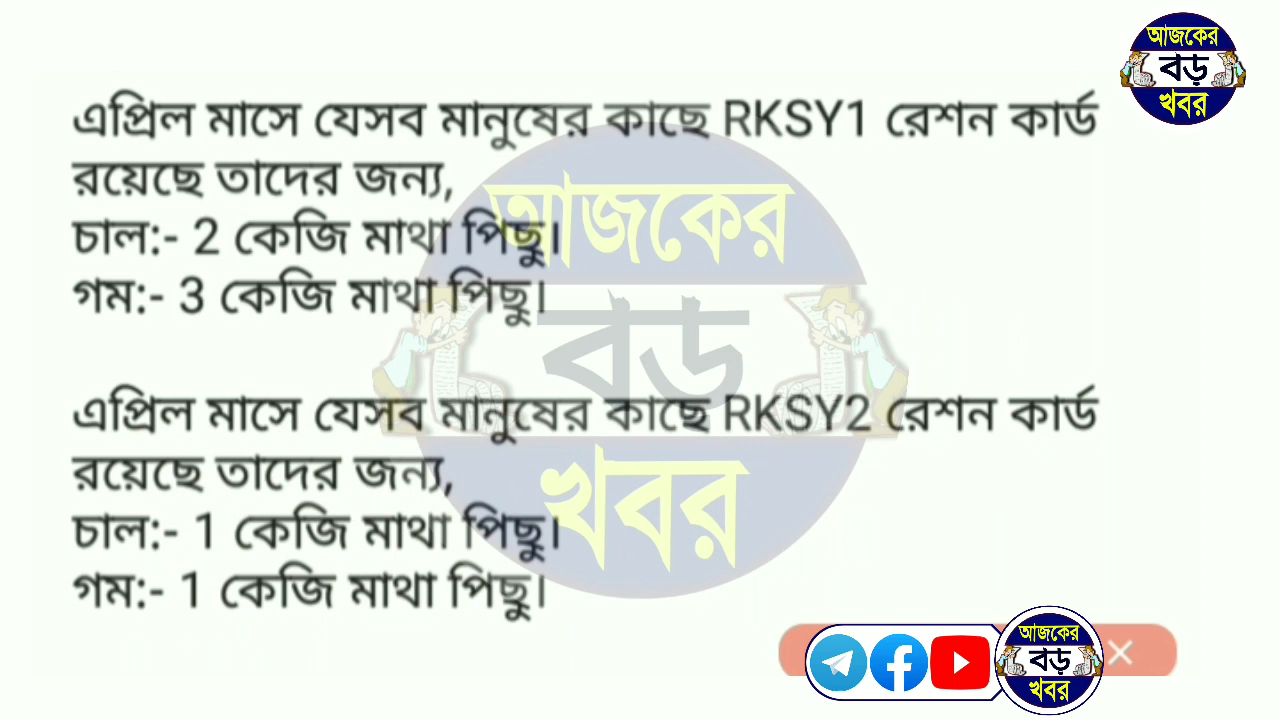 আজকের
বড়
খবর
এপ্রিল মাসে যেসব মানুষের কাছে RKSY1 রেশন কার্ড
রয়েছে তাদের জন্য,
চাল:- 2 কেজি মাথা পিছু।
গম:- 3 কেজি মাথা পিছু।
এপ্রিল মাসে যেসব মানুষের কাছে RKSY2 রেশন কার্ড
রয়েছে তাদের জন্য,
চাল:- 1 কেজি মাথা পিছু।
গম:- 1 কেজি মাথা পিছু।
আজকের
বড়
খবর
আজকের
বড়
খবর